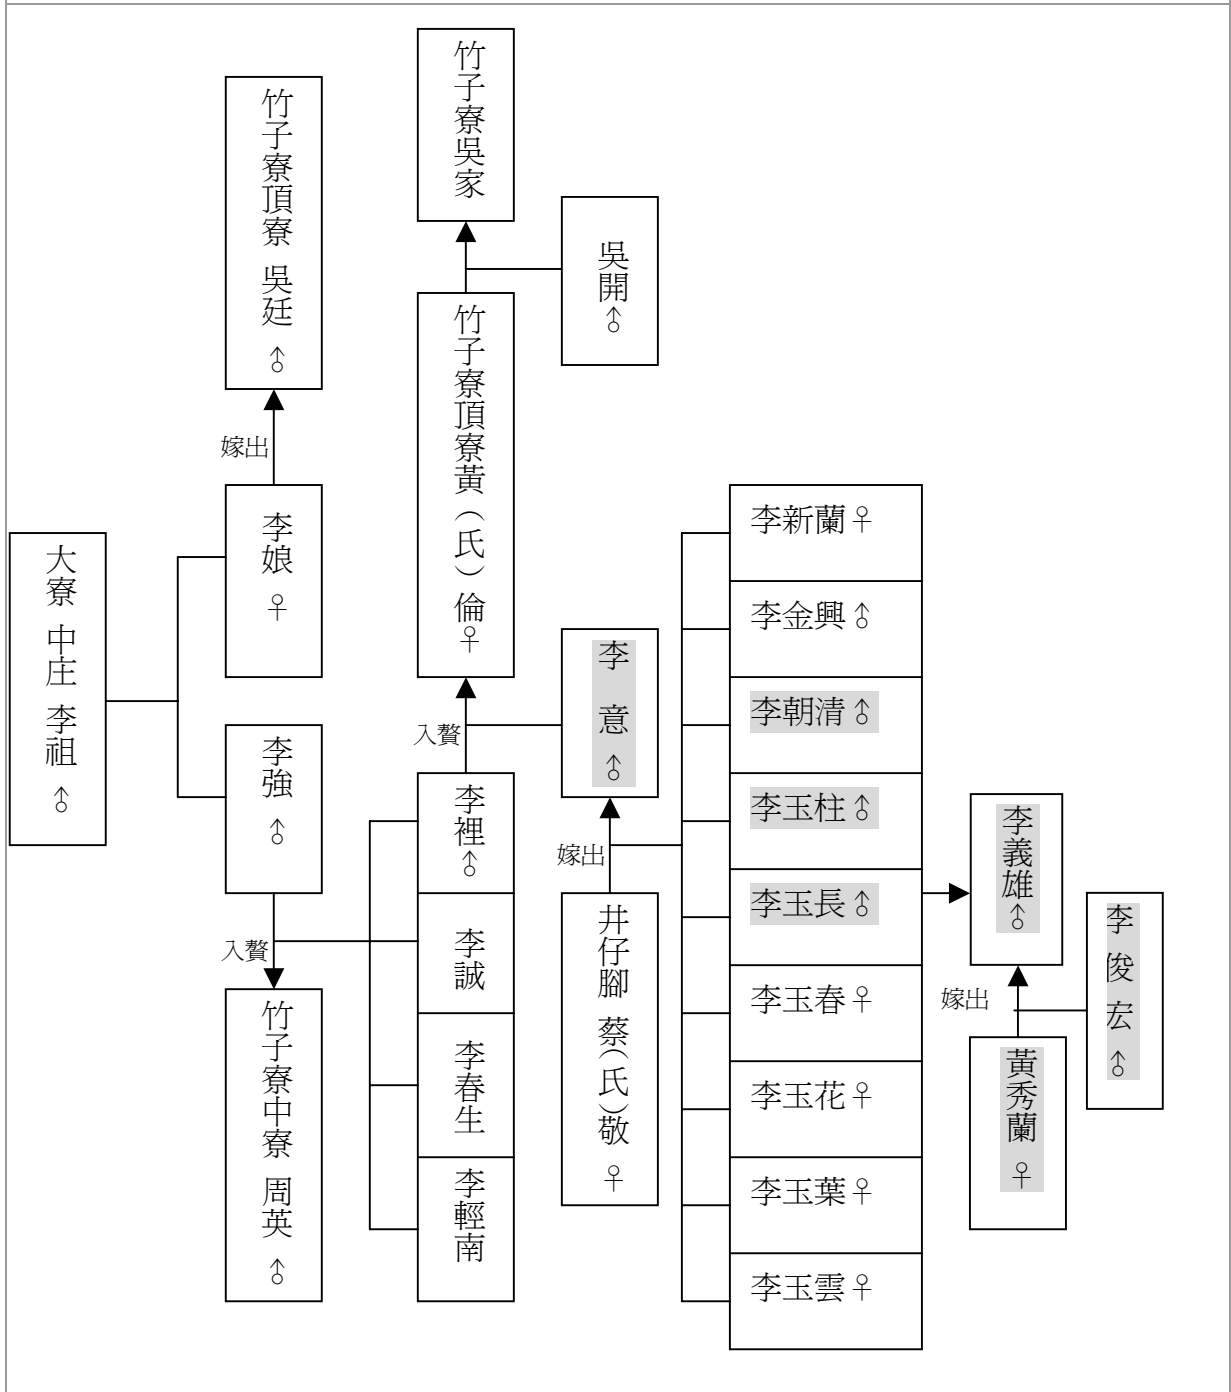 大寮 中庄 李祖 ♂
竹子寮頂寮 吳廷 ♂
嫁出
李娘 ♀
李強 ♂
入贅
竹子寮中寮 周英 ♂
竹子寮吳家
吳開♂
竹子寮頂寮黃（氏）倫♀
入贅
李裡♂
李誠
李春生
李輕南
李 意 ♂
嫁出
井仔腳 蔡（氏）敬 ♀
李新蘭♀
李金興♂
李朝清♂
李玉柱♂
李玉長♂
李玉春♀
李玉花♀
李玉葉♀
李玉雲♀
李義雄♂
嫁出
黃秀蘭 ♀
李 俊 宏 ♂